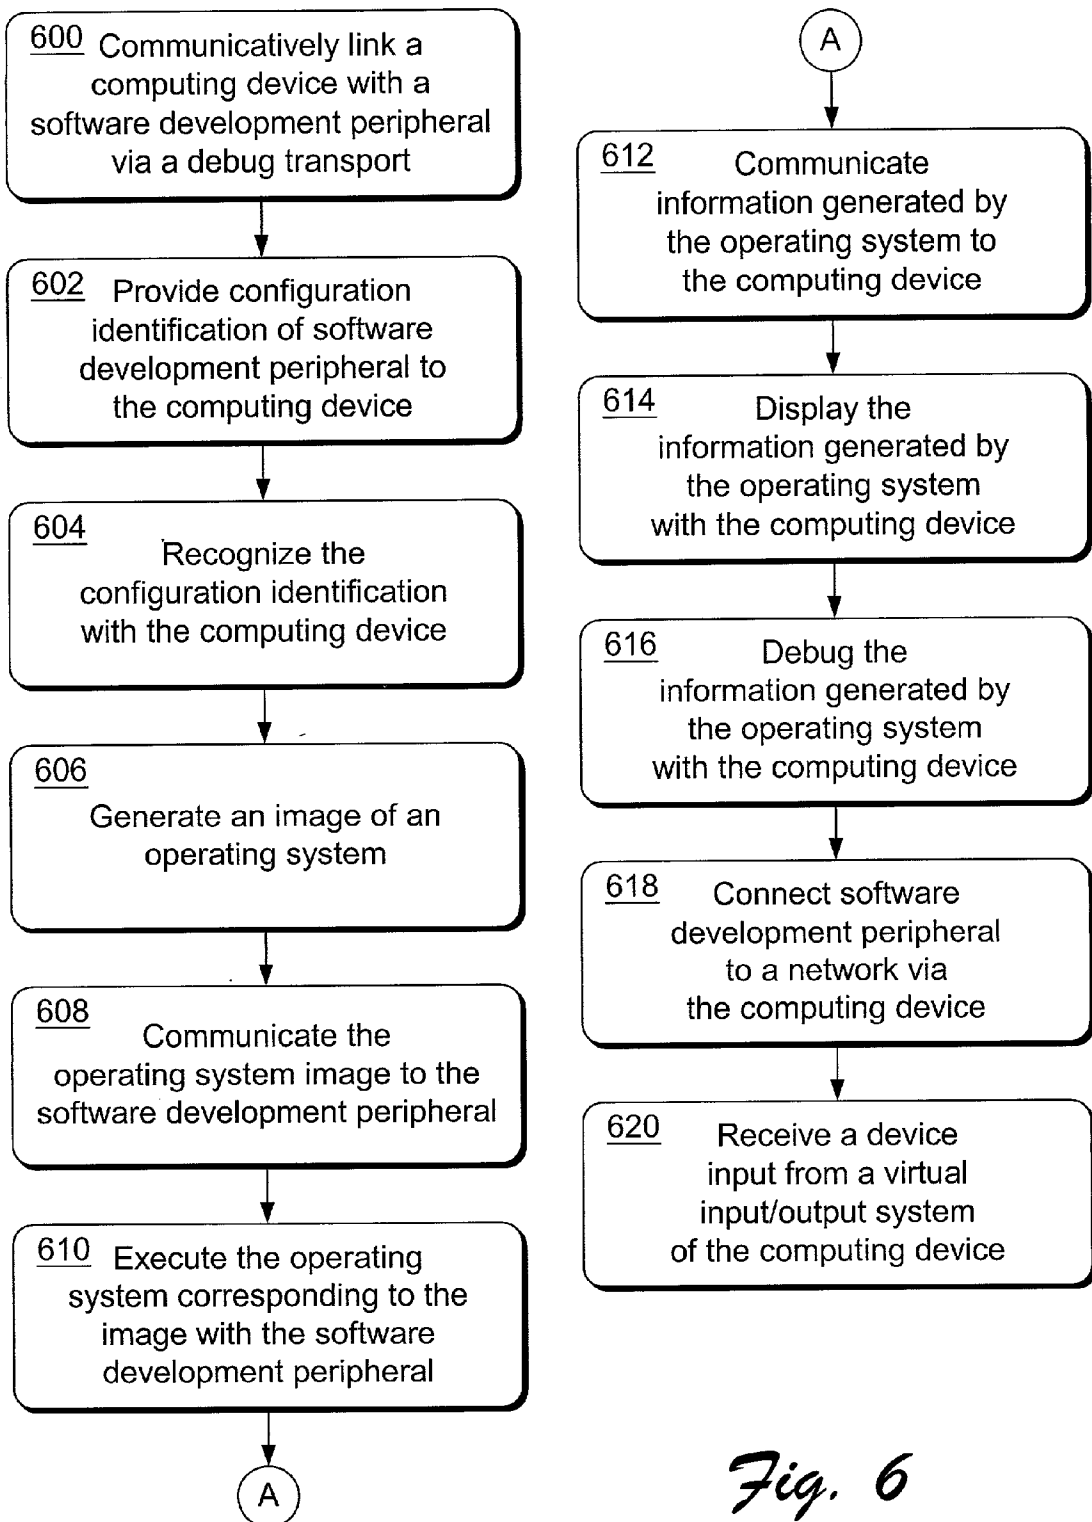 600 Communicatively link a
computing device with a
software development peripheral
via a debug transport
602 Provide configuration
identification of software
development peripheral to
the computing device
604
Recognize the
configuration identification
with the computing device
606
Generate an image of an
operating system
608
Communicate the
operating system image to the
software development peripheral
610 Execute the operating
system corresponding to the
image with the software
development peripheral
A
A
612 Communicate
information generated by
the operating system to
the computing device
614 Display the
information generated by
the operating system
with the computing device
616 Debug the
information generated by
the operating system
with the computing device
618 Connect software
development peripheral
to a network via
the computing device
620 Receive a device
input from a virtual
input/output system
of the computing device
Fig. 6